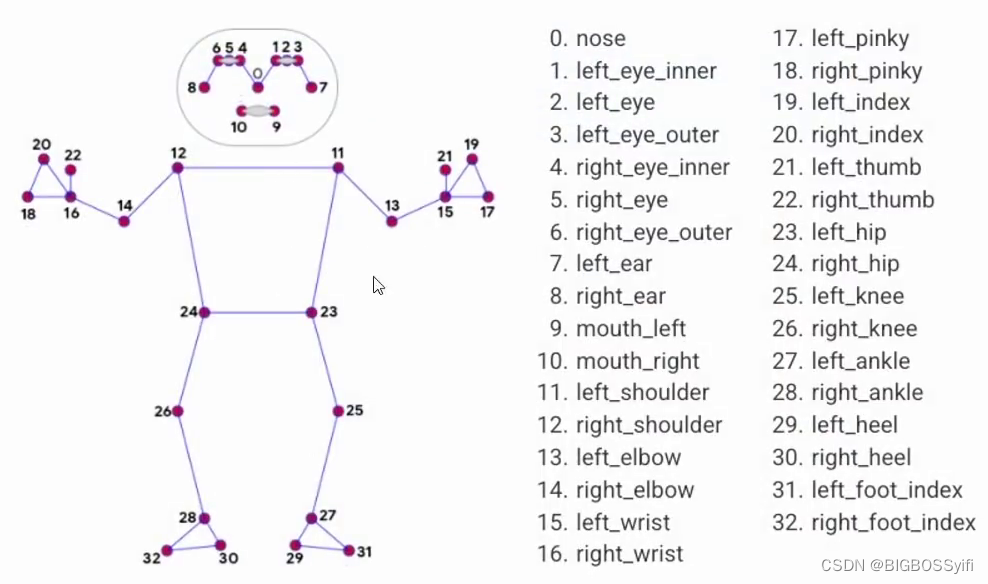 6 5 4 1 2 3
0
8 7
10 9
20 22 12 11 21 19
18 16 14 13 15 17
24 23
26 25
28 27
32 30 29 31
0. nose
1. left_eye_inner
2. left_eye
3. left_eye_outer
4. right_eye_inner
5. right_eye
6. right_eye_outer
7. left_ear
8. right_ear
9. mouth_left
10. mouth_right
11. left_shoulder
12. right_shoulder
13. left_elbow
14. right_elbow
15. left_wrist
16. right_wrist
17. left_pinky
18. right_pinky
19. left_index
20. right_index
21. left_thumb
22. right_thumb
23. left_hip
24. right_hip
25. left_knee
26. right_knee
27. left_ankle
28. right_ankle
29. left_heel
30. right_heel
31. left_foot_index
32. right_foot_index
CSDN @BIGBOSSyifi